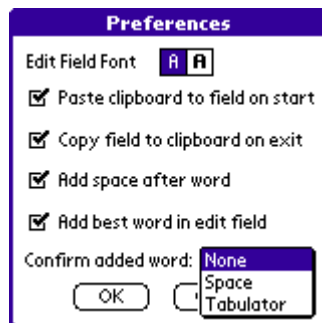 Preferences
Edit Field Font A A
Paste clipboard to field on start
Copy field to clipboard on exit
Add space after word
Add best word in edit field
Confirm added word: None
Space
Tabulator
OK